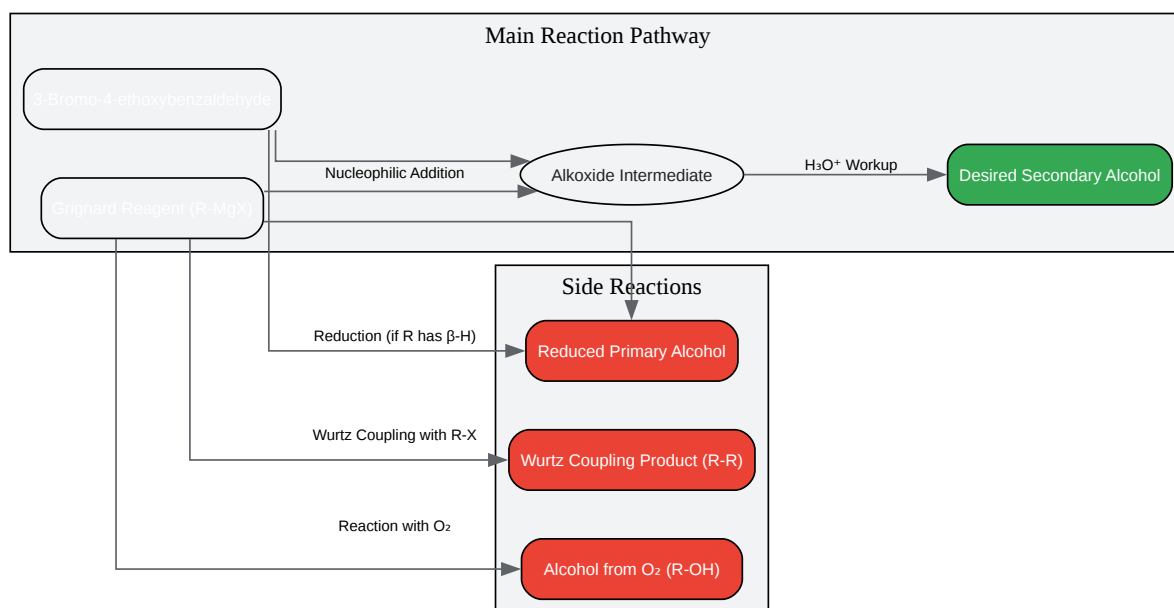 Main Reaction Pathway
3-Bromo-4-ethoxybenzaldehyde
Nucleophilic Addition
Alkoxide Intermediate
H₃O⁺ Workup
Desired Secondary Alcohol
Grignard Reagent (R-MgX)
Side Reactions
Reduction (if R has β-H)
Reduced Primary Alcohol
Wurtz Coupling with R-X
Wurtz Coupling Product (R-R)
Reaction with O₂
Alcohol from O₂ (R-OH)